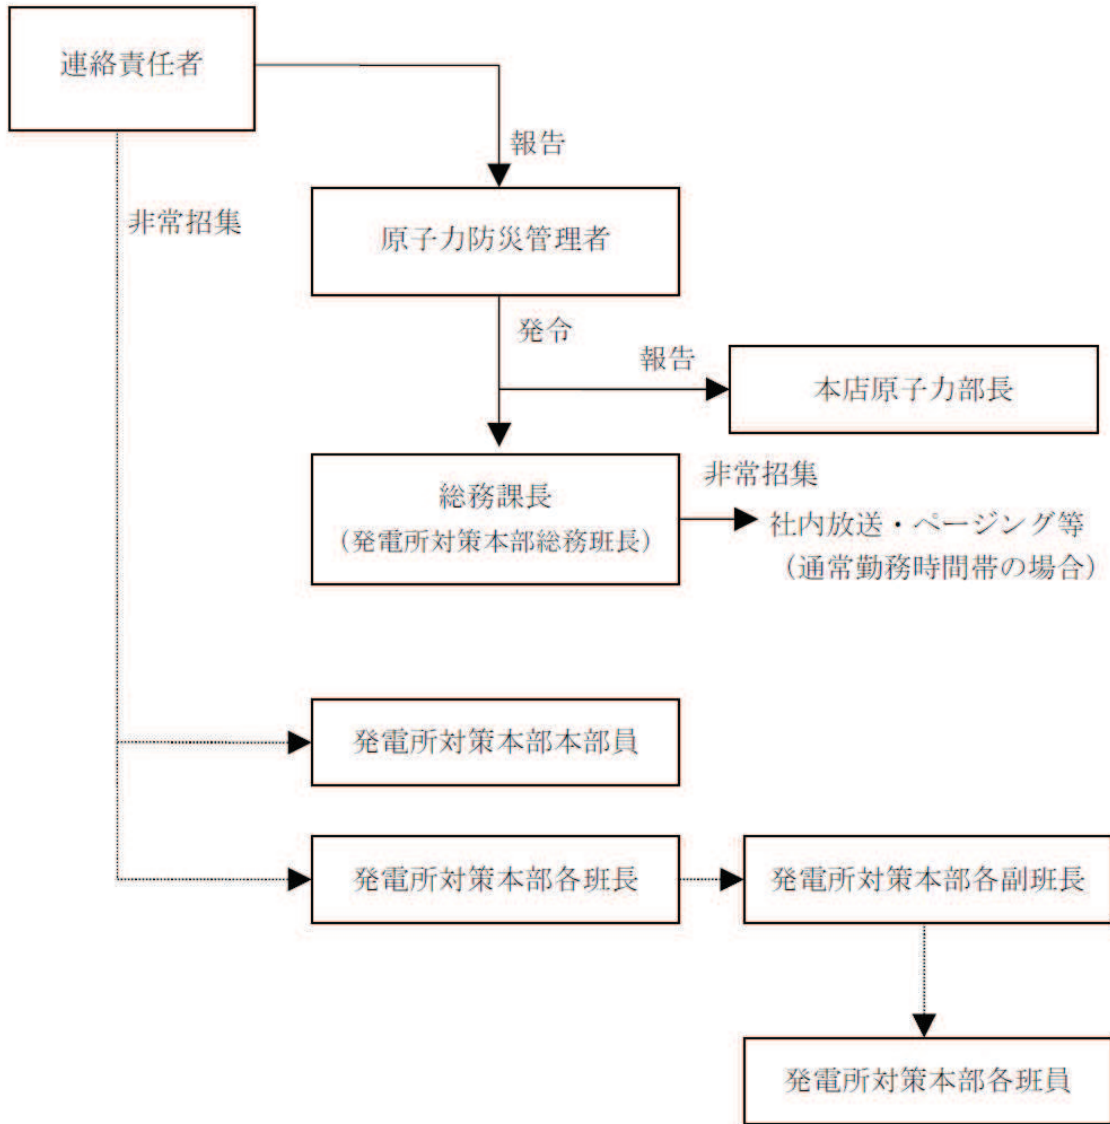 連絡責任者
報告
非常招集
原子力防災管理者
発令
報告
本店原子力部長
総務課長
(発電所対策本部総務班長)
非常招集
社内放送・ページング等
(通常勤務時間帯の場合)
発電所対策本部本部員
発電所対策本部各班長
発電所対策本部各副班長
発電所対策本部各班員